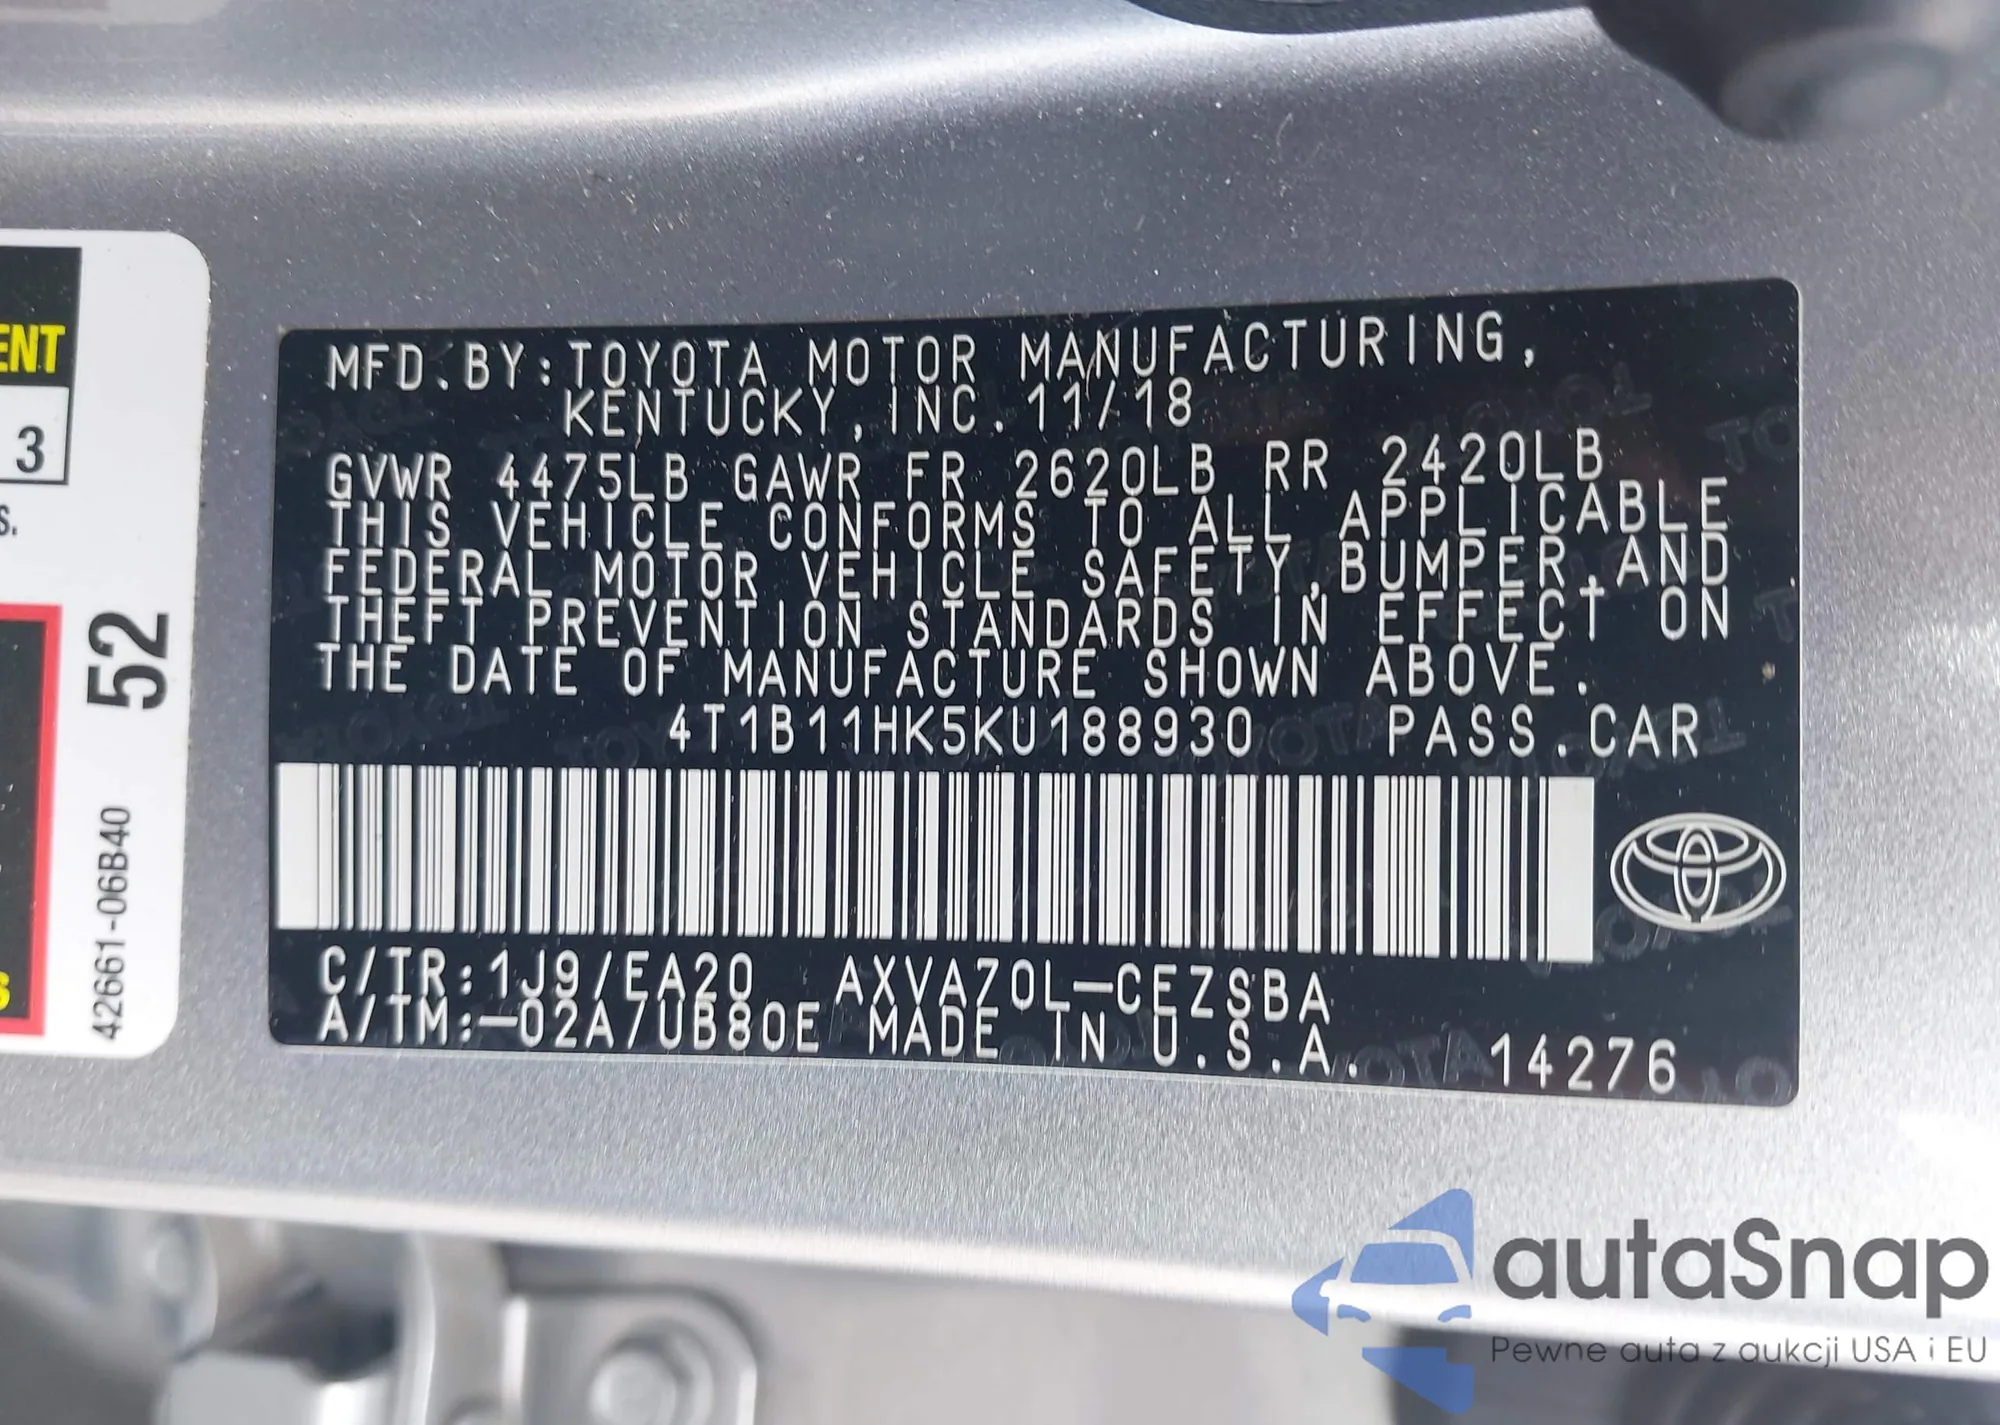 ENT
3
S.
52
42661-06B40
S
MFD.BY:TOYOTA MOTOR MANUFACTURING,
KENTUCKY,INC.11/18
GVWR 4475LB GAWR FR 2620LB RR 2420LB
THIS VEHICLE CONFORMS TO ALL APPLICABLE
FEDERAL MOTOR VEHICLE SAFETY,BUMPER,AND
THEFT PREVENTION STANDARDS IN EFFECT ON
THE DATE OF MANUFACTURE SHOWN ABOVE.
4T1B11HK5KU188930 PASS.CAR
C/TR:1J9/EA20 AXVA70L-CEZSBA
A/TM:-02A/UB80E MADE IN U.S.A. 14276
autaSnap
Pewne auta z aukcji USA i EU